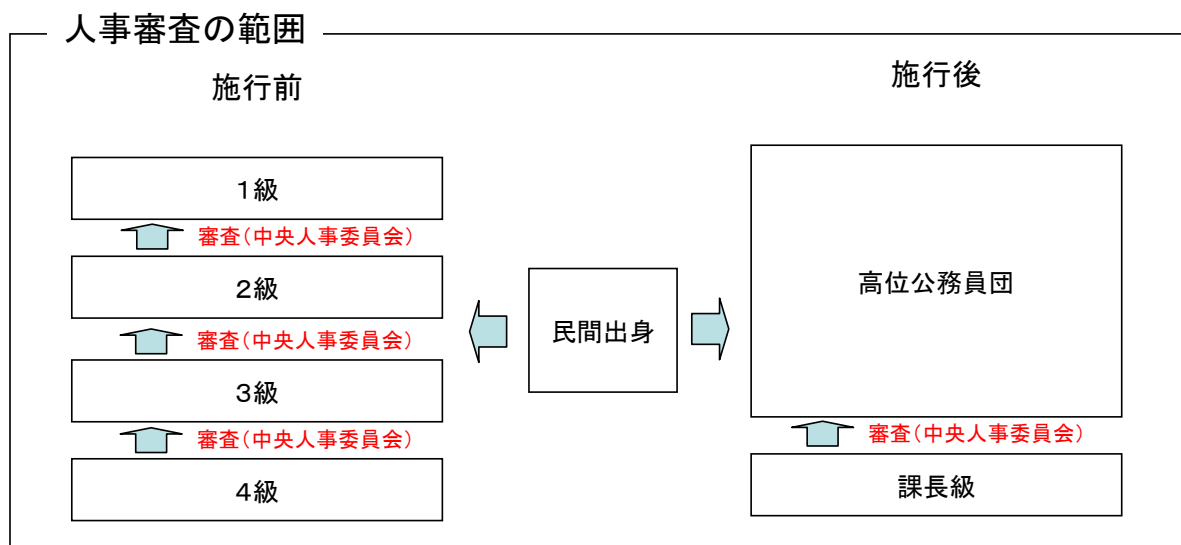 人事審査の範囲
施行前
1級
審査(中央人事委員会)
2級
審査(中央人事委員会)
3級
審査(中央人事委員会)
4級
民間出身
施行後
高位公務員団
審査(中央人事委員会)
課長級